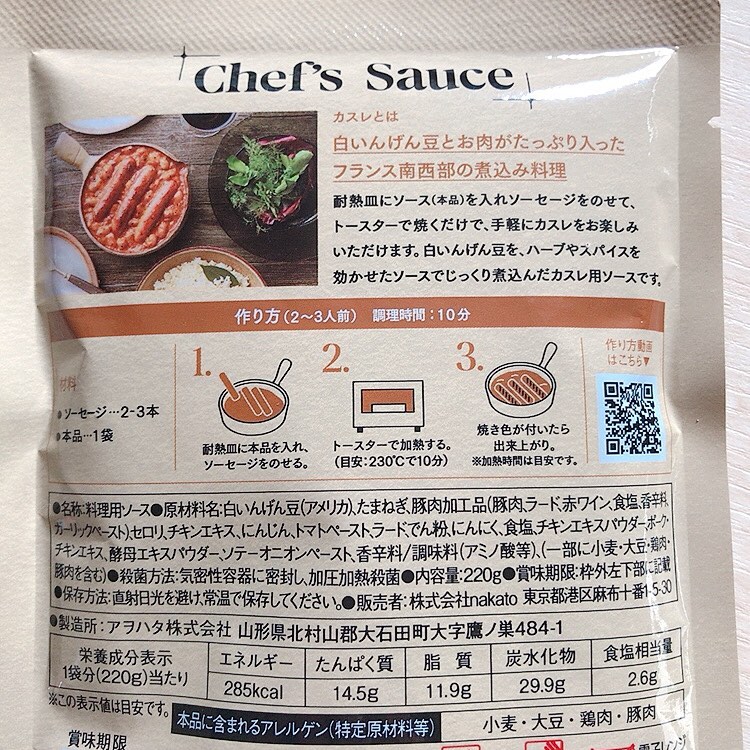 Chef's Sauce
カスレとは
白いんげん豆とお肉がたっぷり入った
フランス南西部の煮込み料理
耐熱皿にソース(本品)を入れソーセージをのせて、
トースターで焼くだけで、手軽にカスレをお楽しみ
いただけます。白いんげん豆を、ハーブやスパイスを
効かせたソースでじっくり煮込んだカスレ用ソースです。
作り方(2〜3人前) 調理時間:10分
材料
●ソーセージ…2-3本
●本品…1袋
1.
耐熱皿に本品を入れ、
ソーセージをのせる。
2.
トースターで加熱する。
(目安:230℃で10分)
3.
焼き色が付いたら
出来上がり。
※加熱時間は目安です。
作り方動画
はこちら▼
●名称:料理用ソース●原材料名:白いんげん豆(アメリカ)、たまねぎ、豚肉加工品(豚肉、ラード、赤ワイン、食塩、香辛料、
ガーリックペースト)、セロリ、チキンエキス、にんじん、トマトペースト、ラード、でん粉、にんにく、食塩、チキンエキスパウダー、ポーク・
チキンエキス、酵母エキスパウダー、ソテーオニオンペースト、香辛料/調味料(アミノ酸等)、(一部に小麦・大豆・鶏肉・
豚肉を含む)●殺菌方法:気密性容器に密封し、加圧加熱殺菌●内容量:220g●賞味期限:枠外左下部に記載
●保存方法:直射日光を避け、常温で保存してください。●販売者:株式会社nakato 東京都港区麻布十番1-5-30
●製造所:アヲハタ株式会社 山形県北村山郡大石田町大字鷹ノ巣484-1
栄養成分表示
1袋分(220g)当たり
エネルギー たんぱく質 脂質 炭水化物 食塩相当量
285kcal 14.5g 11.9g 29.9g 2.6g
※この表示値は目安です。
本品に含まれるアレルゲン(特定原材料等) 小麦・大豆・鶏肉・豚肉
賞味期限
電子レンジ